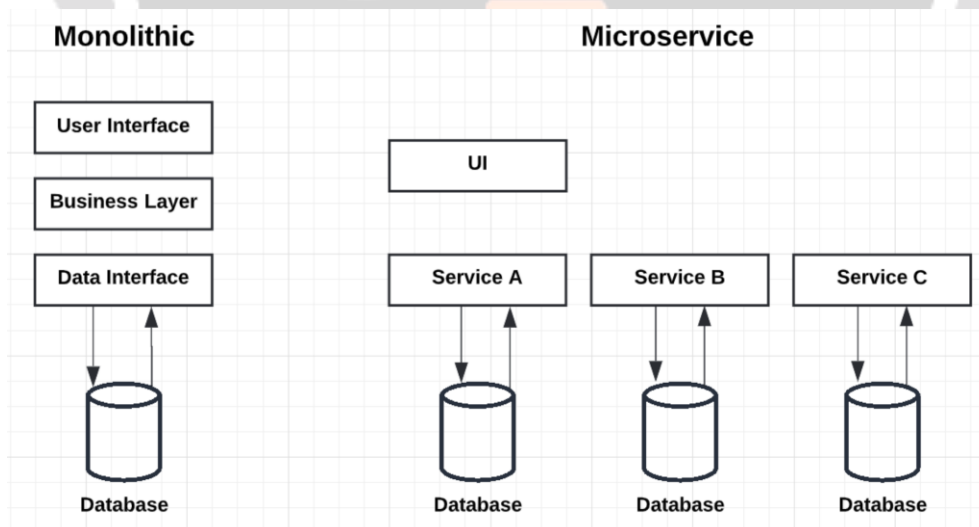 Monolithic
Microservice
User Interface
Business Layer
Data Interface
Database
UI
Service A
Service B
Service C
Database
Database
Database